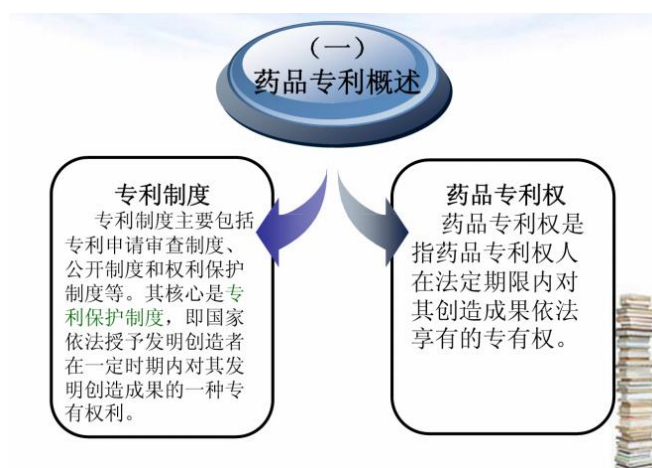 （一）
药品专利概述
专利制度
专利制度主要包括
专利申请审查制度、
公开制度和权利保护
制度等。其核心是专
利保护制度，即国家
依法授予发明创造者
在一定时期内对其发
明创造成果的一种专
有权利。
药品专利权
药品专利权是
指药品专利权人
在法定期限内对
其创造成果依法
享有的专有权。